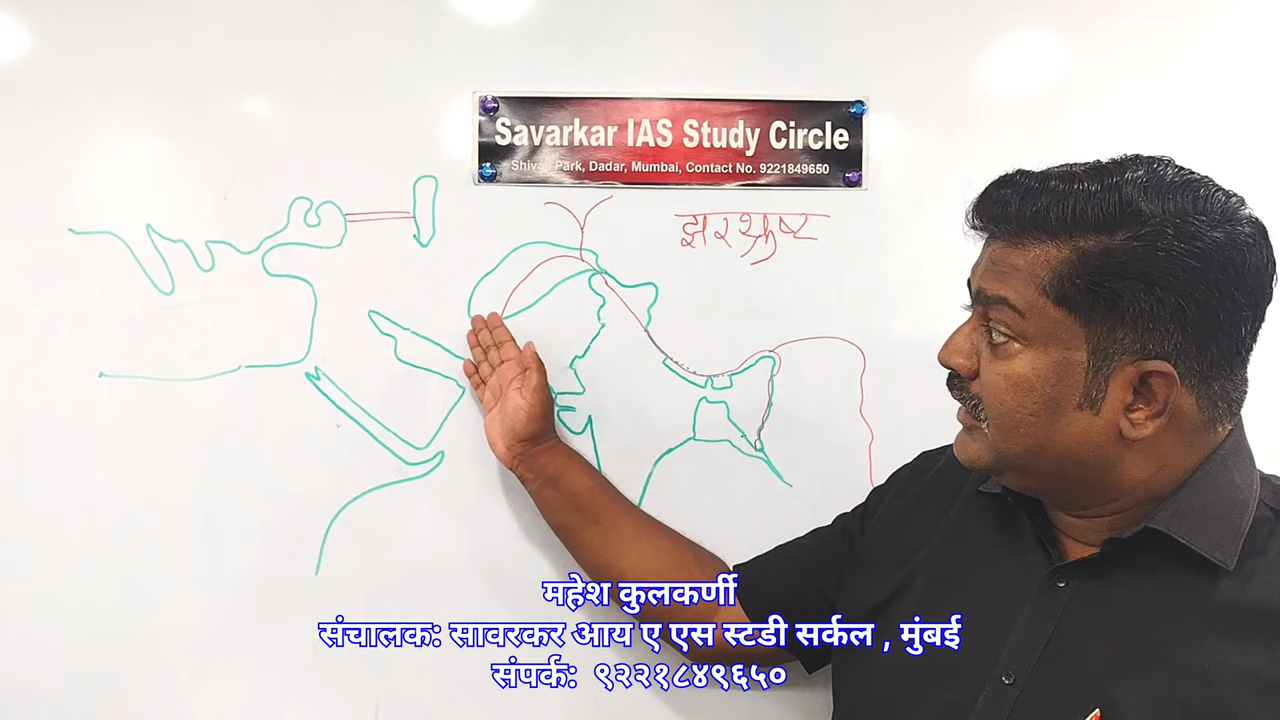 Savarkar IAS Study Circle
Shivaji Park, Dadar, Mumbai, Contact No. 9221849650
झरथ्रुष्ट
महेश कुलकर्णी
संचालक: सावरकर आय ए एस स्टडी सर्कल , मुंबई
संपर्क: ९२२१८४९६५०